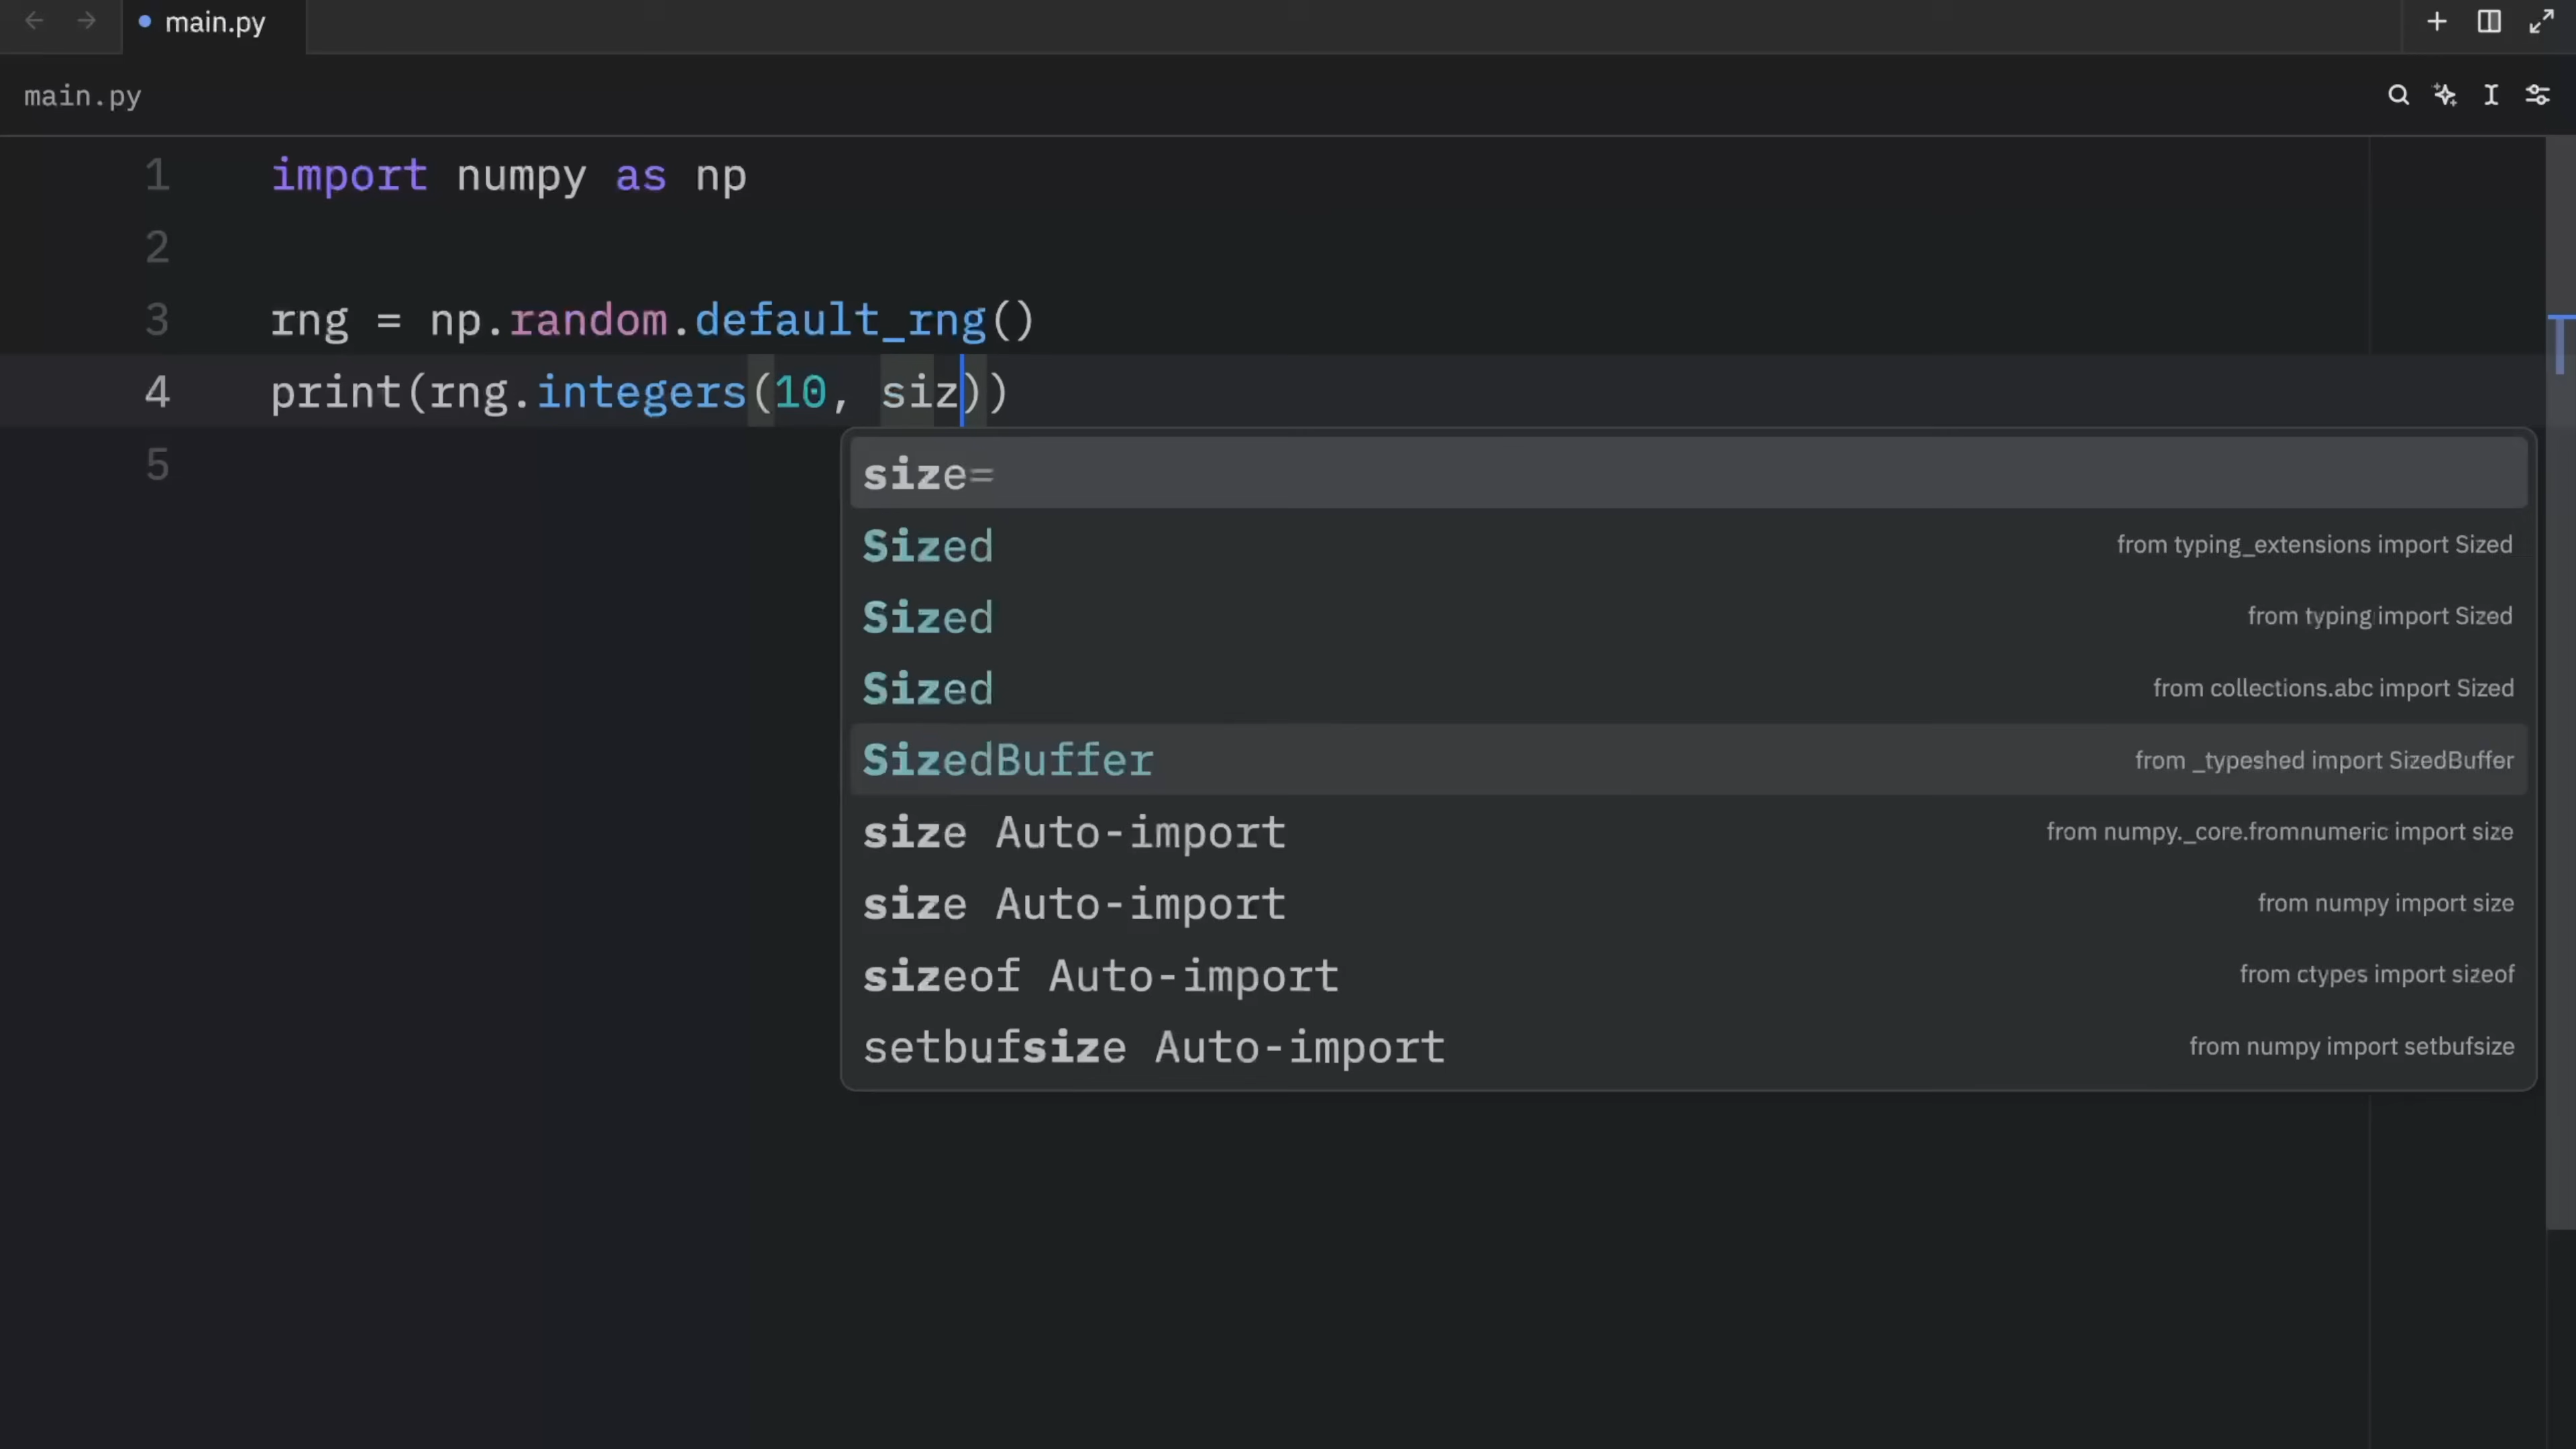 main.py
main.py
1 import numpy as np
2
3 rng = np.random.default_rng()
4 print(rng.integers(10, siz))
5
size=
Sized from typing_extensions import Sized
Sized from typing import Sized
Sized from collections.abc import Sized
SizedBuffer from _typeshed import SizedBuffer
size Auto-import from numpy._core.fromnumeric import size
size Auto-import from numpy import size
sizeof Auto-import from ctypes import sizeof
setbufsize Auto-import from numpy import setbufsize